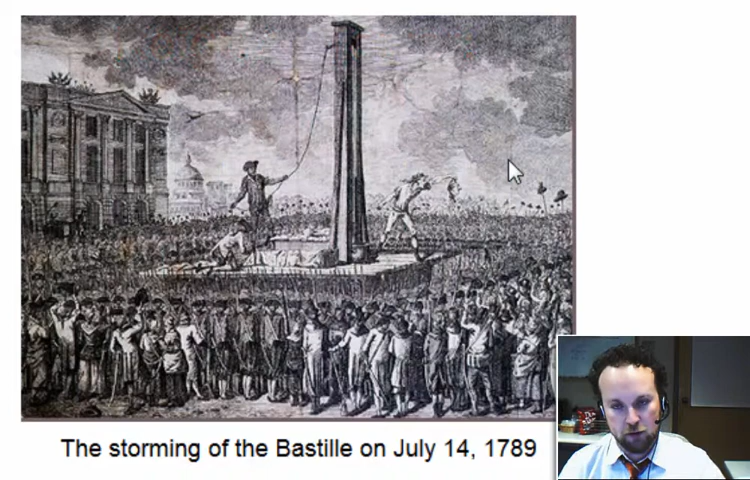 The storming of the Bastille on July 14, 1789